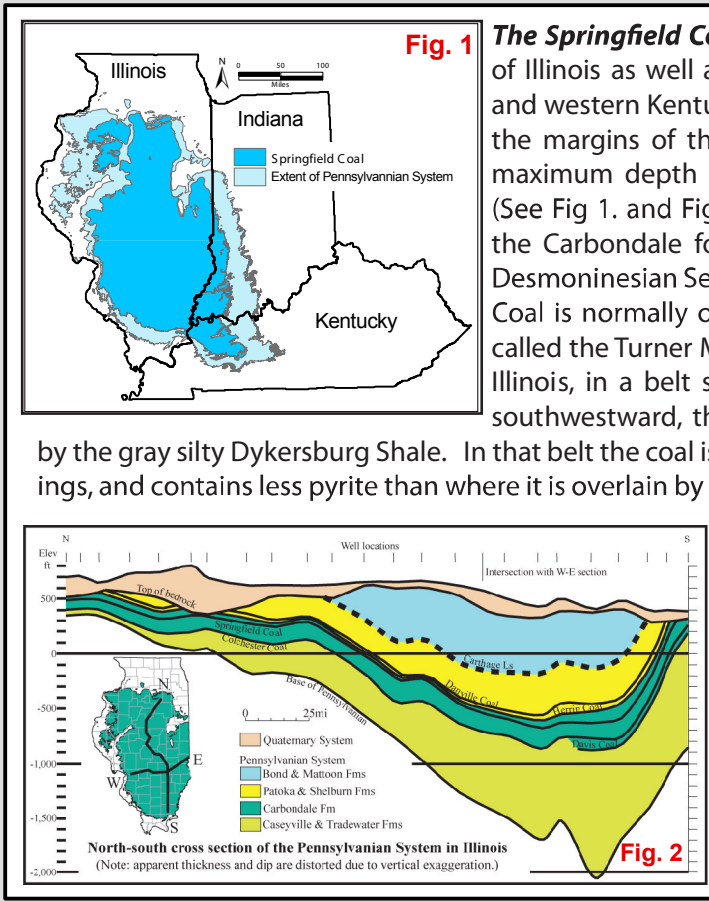 Fig. 1
Illinois
N
0 50 100
Miles
Indiana
Springfield Coal
Extent of Pennsylvannian System
Kentucky
The Springfield
of Illinois as well
and western
the margins of
maximum depth
(See Fig 1. and
the Carbondale
Desmoninesian
Coal is normally
called the Turner
Illinois, in a belt
southwestward,
by the gray silty Dykersburg Shale. In that belt the coal is
ings, and contains less pyrite than where it is overlain by
N
S
Elev
ft
Well locations
Intersection with W-E section
500
0
-500
-1,000
-1,500
-2,000
Top of bedrock
Springfield Coal
Colchester Coal
Base of Pennsylvanian
Carthage Ls
Danville Coal
Herrin Coal
Davis Coal
N
E
W
S
0 25mi
Quaternary System
Pennsylvanian System
Bond & Mattoon Fms
Patoka & Shelburn Fms
Carbondale Fm
Caseyville & Tradewater Fms
North-south cross section of the Pennsylvanian System in Illinois
(Note: apparent thickness and dip are distorted due to vertical exaggeration.)
Fig. 2